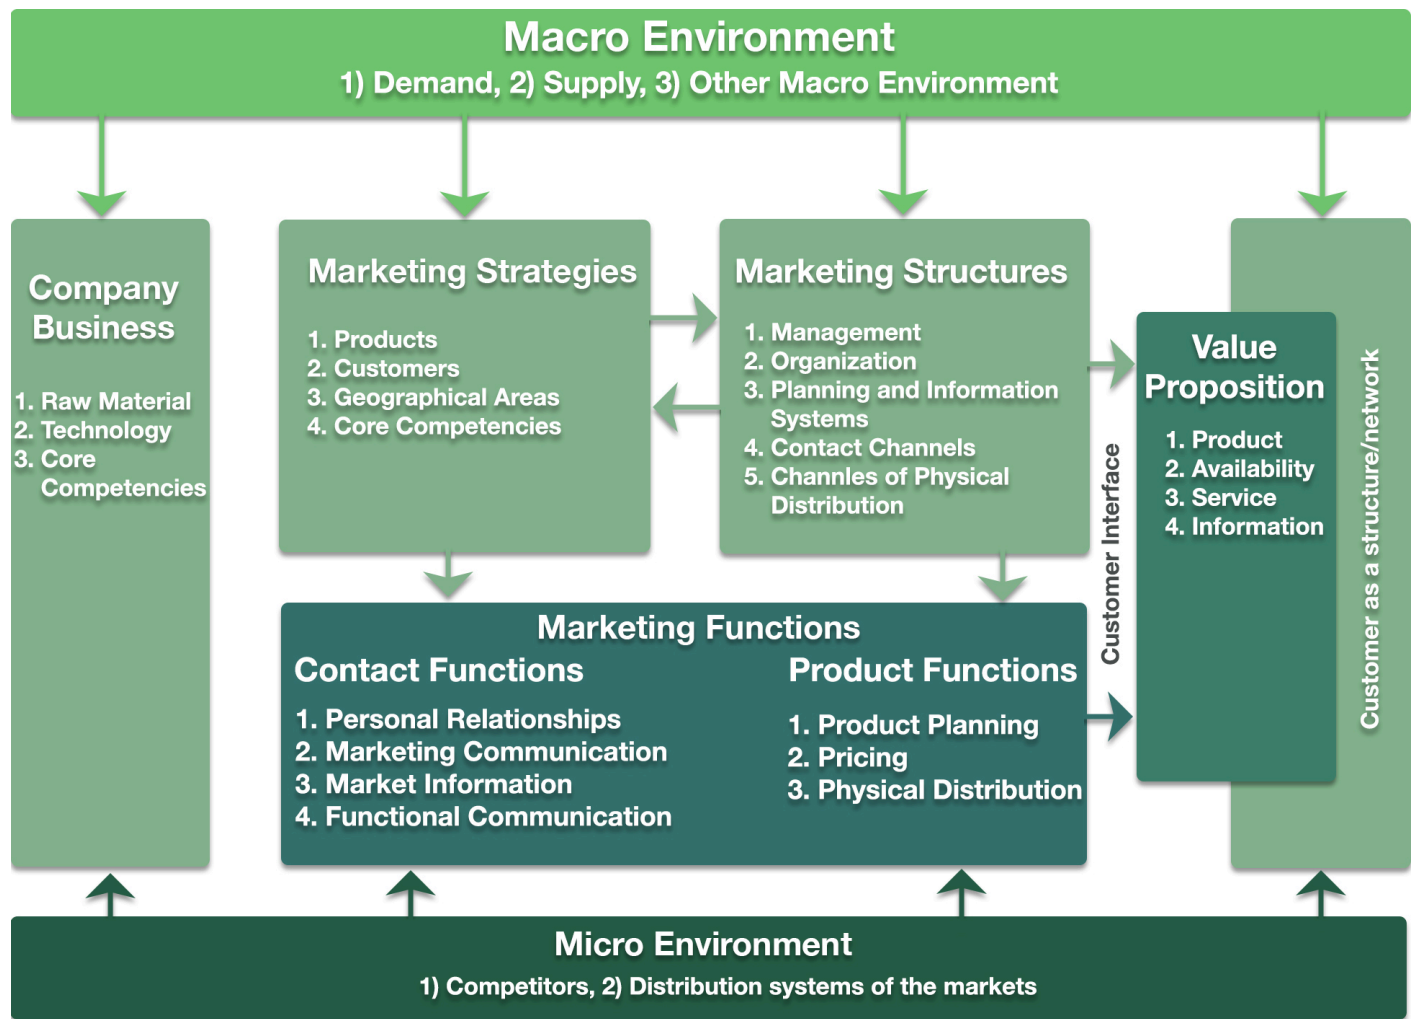 Macro Environment
1) Demand, 2) Supply, 3) Other Macro Environment
Company
Business
1. Raw Material
2. Technology
3. Core
Competencies
Marketing Strategies
1. Products
2. Customers
3. Geographical Areas
4. Core Competencies
Marketing Structures
1. Management
2. Organization
3. Planning and Information
Systems
4. Contact Channels
5. Channles of Physical
Distribution
Customer Interface
Value
Proposition
1. Product
2. Availability
3. Service
4. Information
Customer as a structure/network
Marketing Functions
Contact Functions
1. Personal Relationships
2. Marketing Communication
3. Market Information
4. Functional Communication
Product Functions
1. Product Planning
2. Pricing
3. Physical Distribution
Micro Environment
1) Competitors, 2) Distribution systems of the markets